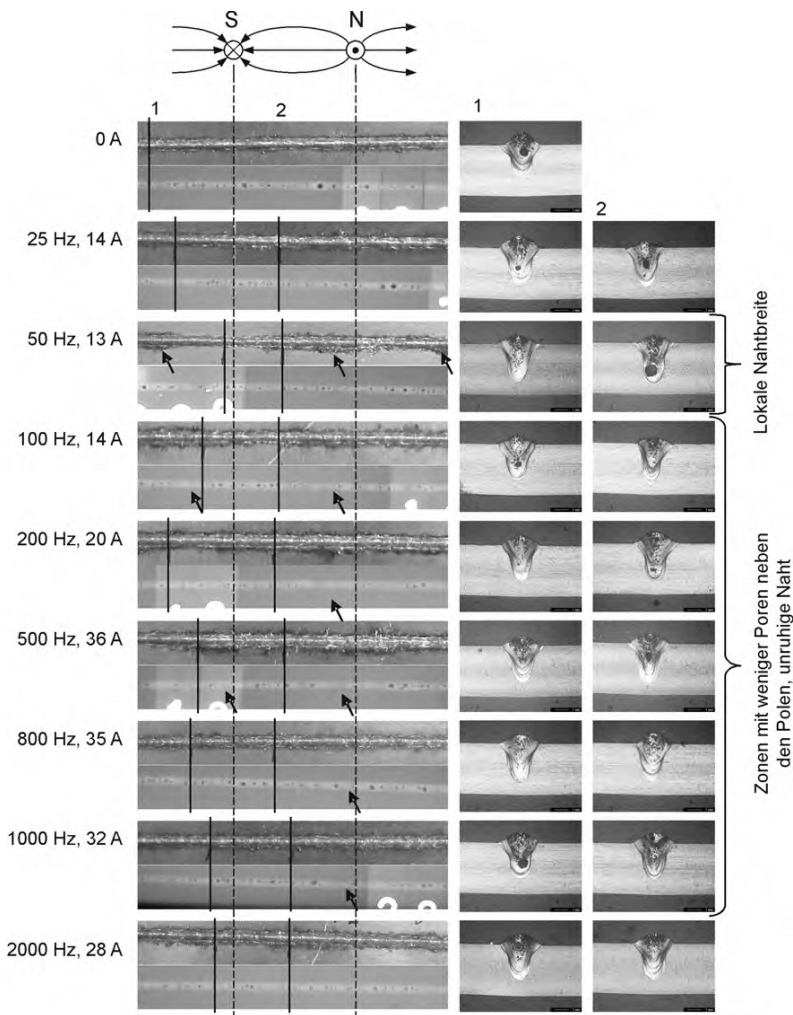 S N
1 2 1
0 A
2
25 Hz, 14 A
50 Hz, 13 A
Lokale Nahtbreite
100 Hz, 14 A
200 Hz, 20 A
500 Hz, 36 A
800 Hz, 35 A
1000 Hz, 32 A
2000 Hz, 28 A
Zonen mit weniger Poren neben
den Polen, unruhige Naht